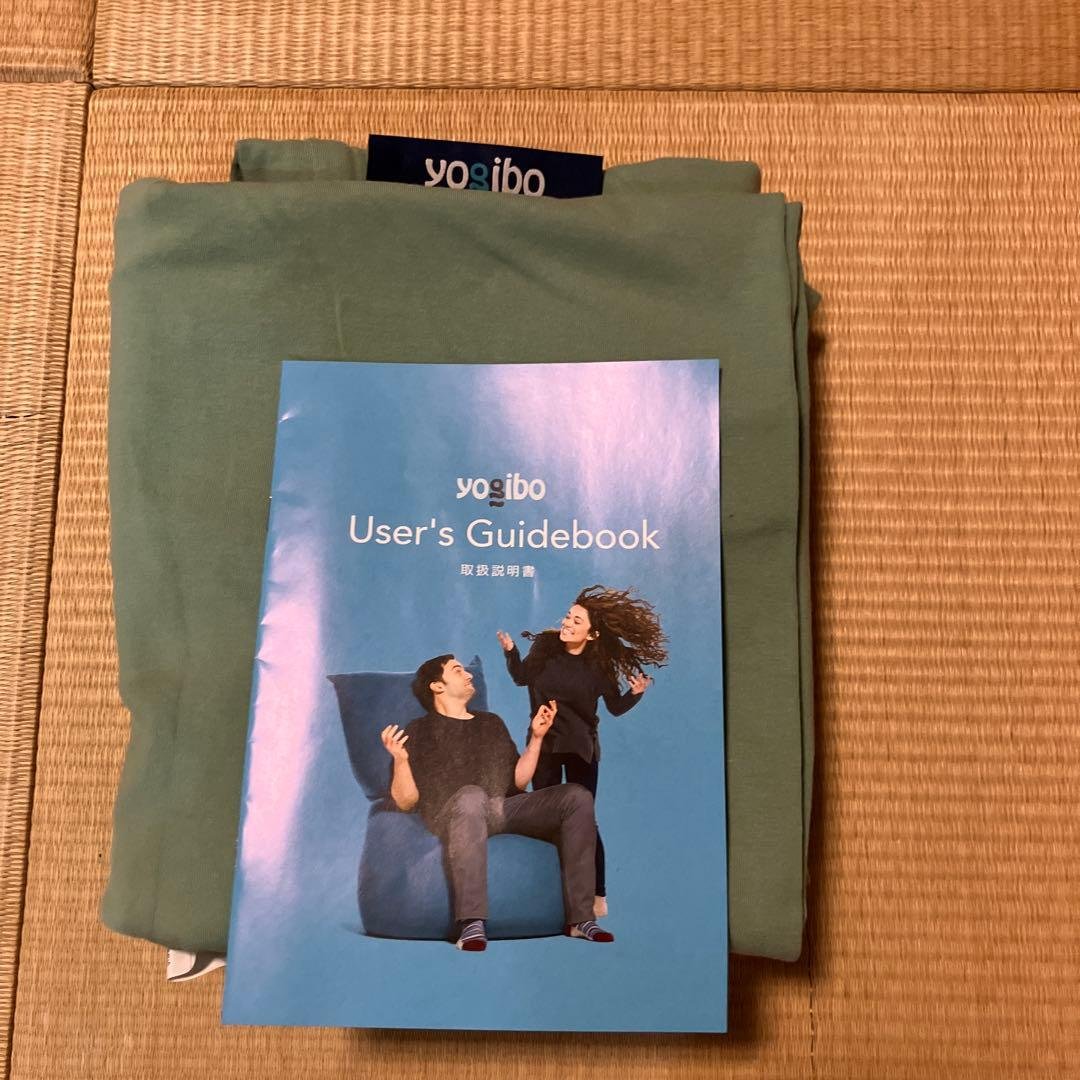 yogibo
yogibo
User's Guidebook
取扱説明書